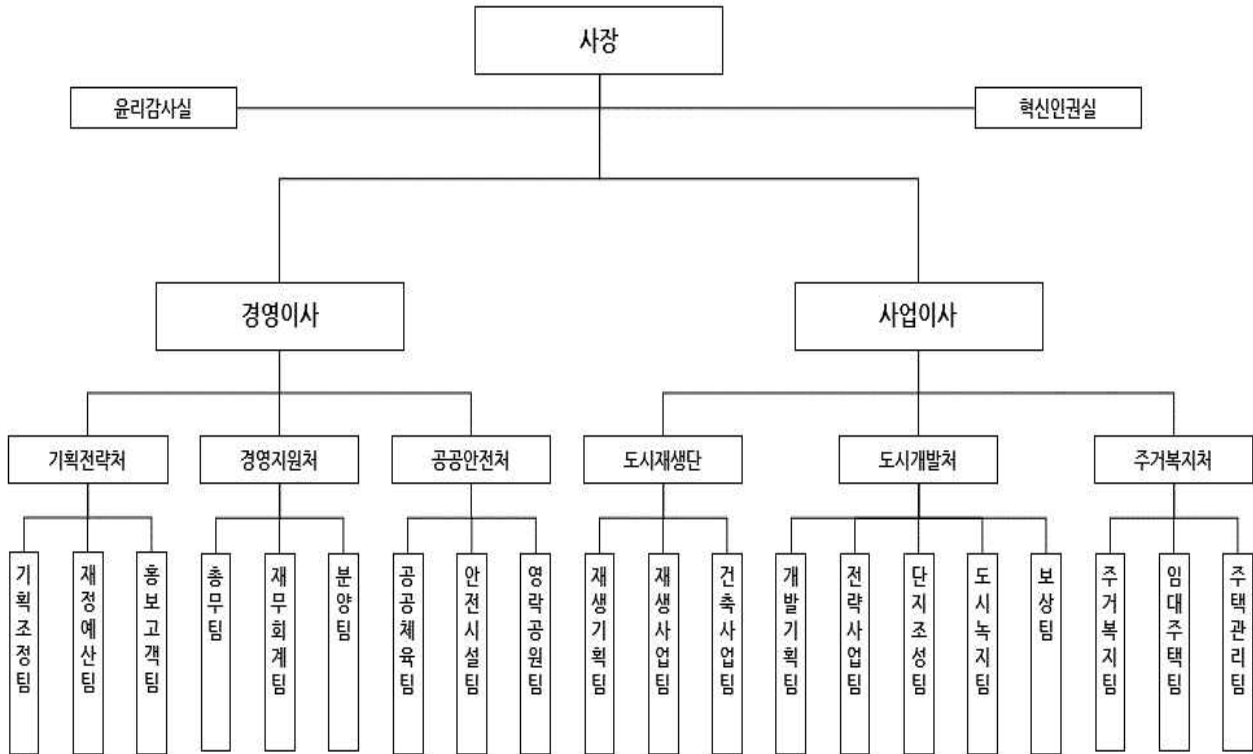 사장
윤리감사실
혁신인권실
경영이사
사업이사
기획전략처
경영지원처
공공안전처
도시재생단
도시개발처
주거복지처
기획조정팀
재정예산팀
홍보고객팀
총무팀
재무회계팀
분양팀
공공체육팀
안전시설팀
영락공원팀
재생기획팀
재생사업팀
건축사업팀
개발기획팀
전략사업팀
단지조성팀
도시녹지팀
보상팀
주거복지팀
임대주택팀
주택관리팀